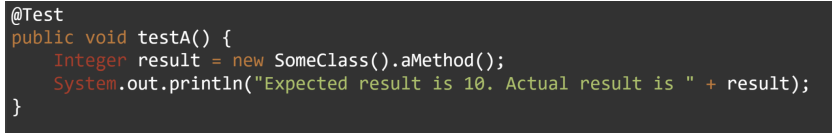 @Test
public void testA() {
    Integer result = new SomeClass().aMethod();
    System.out.println("Expected result is 10. Actual result is " + result);
}